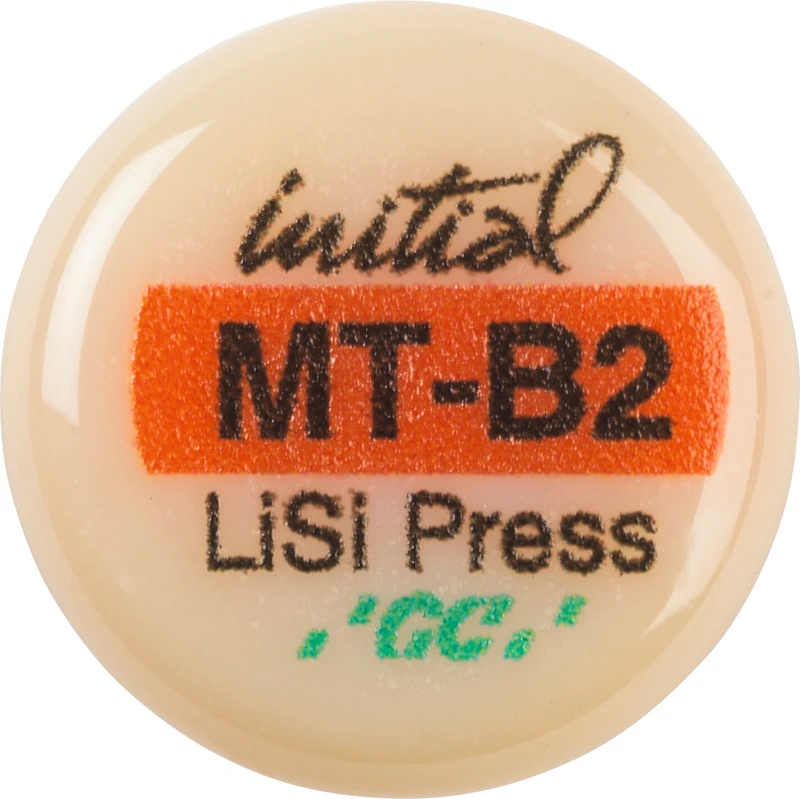 initial
MT-B2
LiSi Press
GC